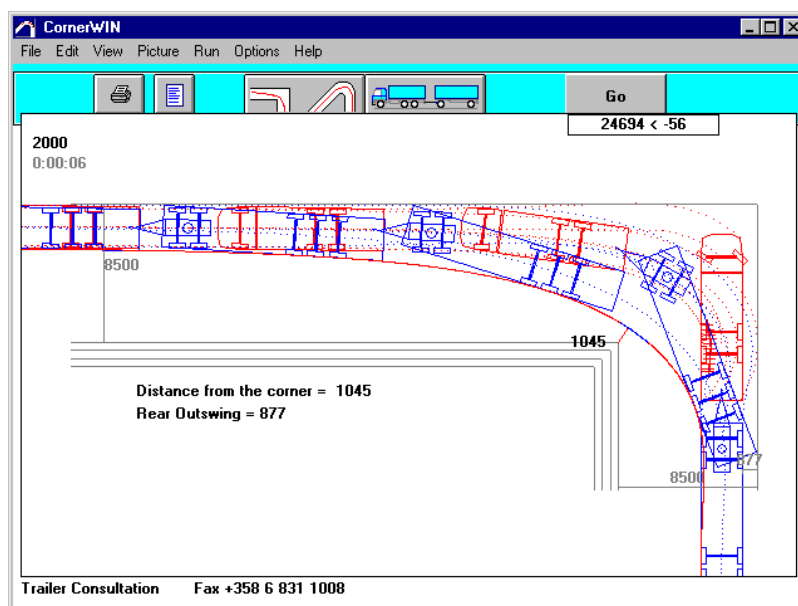 CornerWIN
File Edit View Picture Run Options Help
Go
24694 < -56
2000
0:00:06
8500
1045
Distance from the corner = 1045
Rear Outswing = 877
877
8500
Trailer Consultation Fax +358 6 831 1008